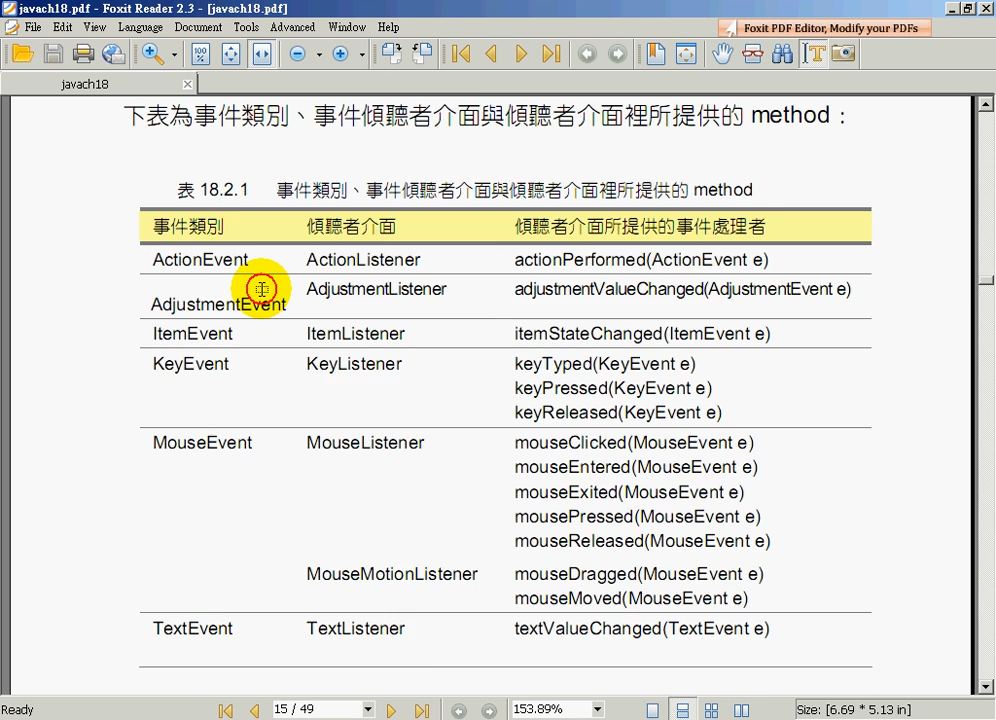 javach18.pdf - Foxit Reader 2.3 - [javach18.pdf]
File Edit View Language Document Tools Advanced Window Help
Foxit PDF Editor, Modify your PDFs
javach18
下表為事件類別、事件傾聽者介面與傾聽者介面裡所提供的 method：
表 18.2.1 事件類別、事件傾聽者介面與傾聽者介面裡所提供的 method
事件類別 傾聽者介面 傾聽者介面所提供的事件處理者
ActionEvent ActionListener actionPerformed(ActionEvent e)
AdjustmentEvent AdjustmentListener adjustmentValueChanged(AdjustmentEvent e)
ItemEvent ItemListener itemStateChanged(ItemEvent e)
KeyEvent KeyListener keyTyped(KeyEvent e)
keyPressed(KeyEvent e)
keyReleased(KeyEvent e)
MouseEvent MouseListener mouseClicked(MouseEvent e)
mouseEntered(MouseEvent e)
mouseExited(MouseEvent e)
mousePressed(MouseEvent e)
mouseReleased(MouseEvent e)
MouseMotionListener mouseDragged(MouseEvent e)
mouseMoved(MouseEvent e)
TextEvent TextListener textValueChanged(TextEvent e)
Ready 15 / 49 153.89% Size: [6.69 * 5.13 in]